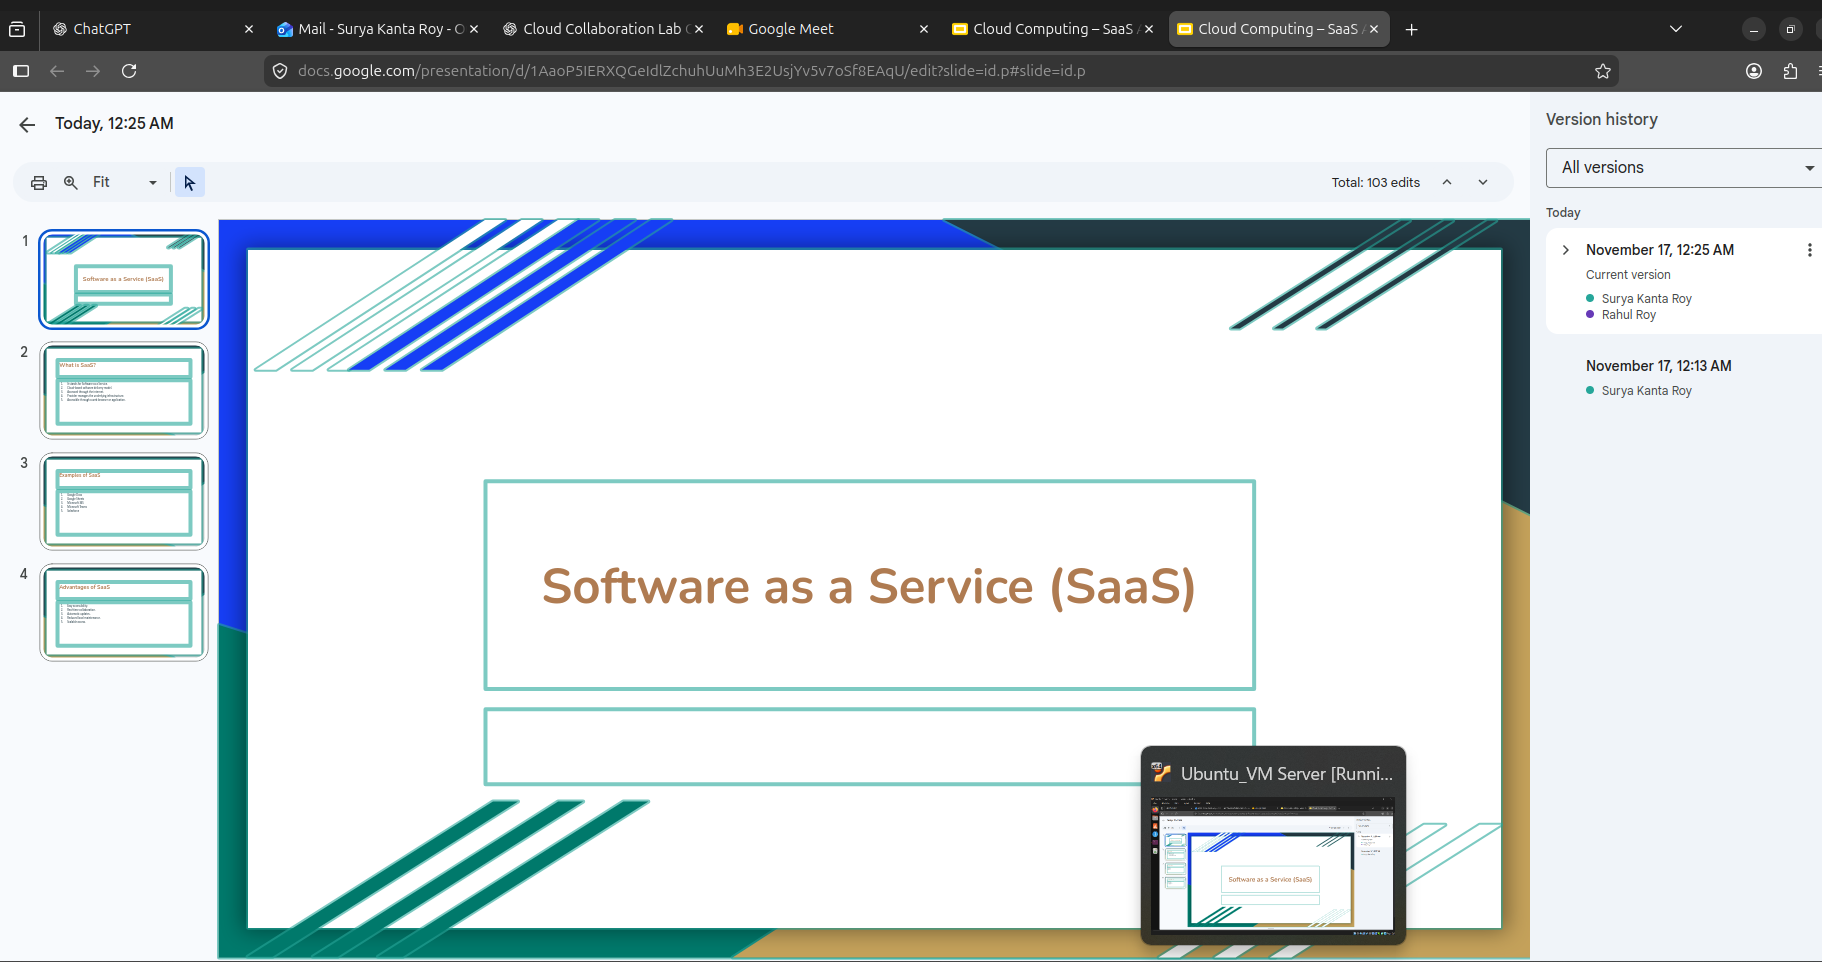 ChatGPT
Mail - Surya Kanta Roy - O
Cloud Collaboration Lab
Google Meet
Cloud Computing – SaaS
Cloud Computing – SaaS
docs.google.com/presentation/d/1AaoP5IERXQGeIdlZchuhUuMh3E2UsjYv5v7oSf8EAqU/edit?slide=id.p#slide=id.p
Today, 12:25 AM
Fit
Total: 103 edits
1
Software as a Service (SaaS)
2
What is SaaS?
3
Examples of SaaS
4
Advantages of SaaS
Software as a Service (SaaS)
Version history
All versions
Today
November 17, 12:25 AM
Current version
Surya Kanta Roy
Rahul Roy
November 17, 12:13 AM
Surya Kanta Roy
Ubuntu_VM Server [Runni...
Software as a Service (SaaS)